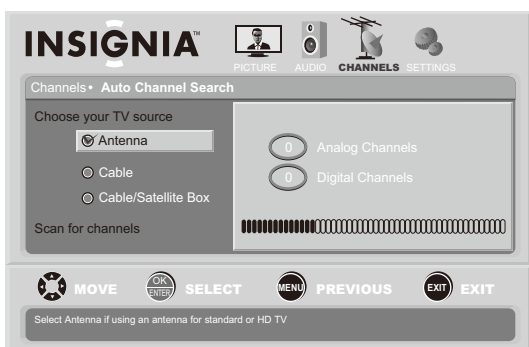 INSIGNIA™
PICTURE AUDIO CHANNELS SETTINGS
Channels• Auto Channel Search
Choose your TV source
Antenna
Cable
Cable/Satellite Box
Scan for channels
0 Analog Channels
0 Digital Channels
MOVE OK ENTER SELECT MENU PREVIOUS EXIT EXIT
Select Antenna if using an antenna for standard or HD TV